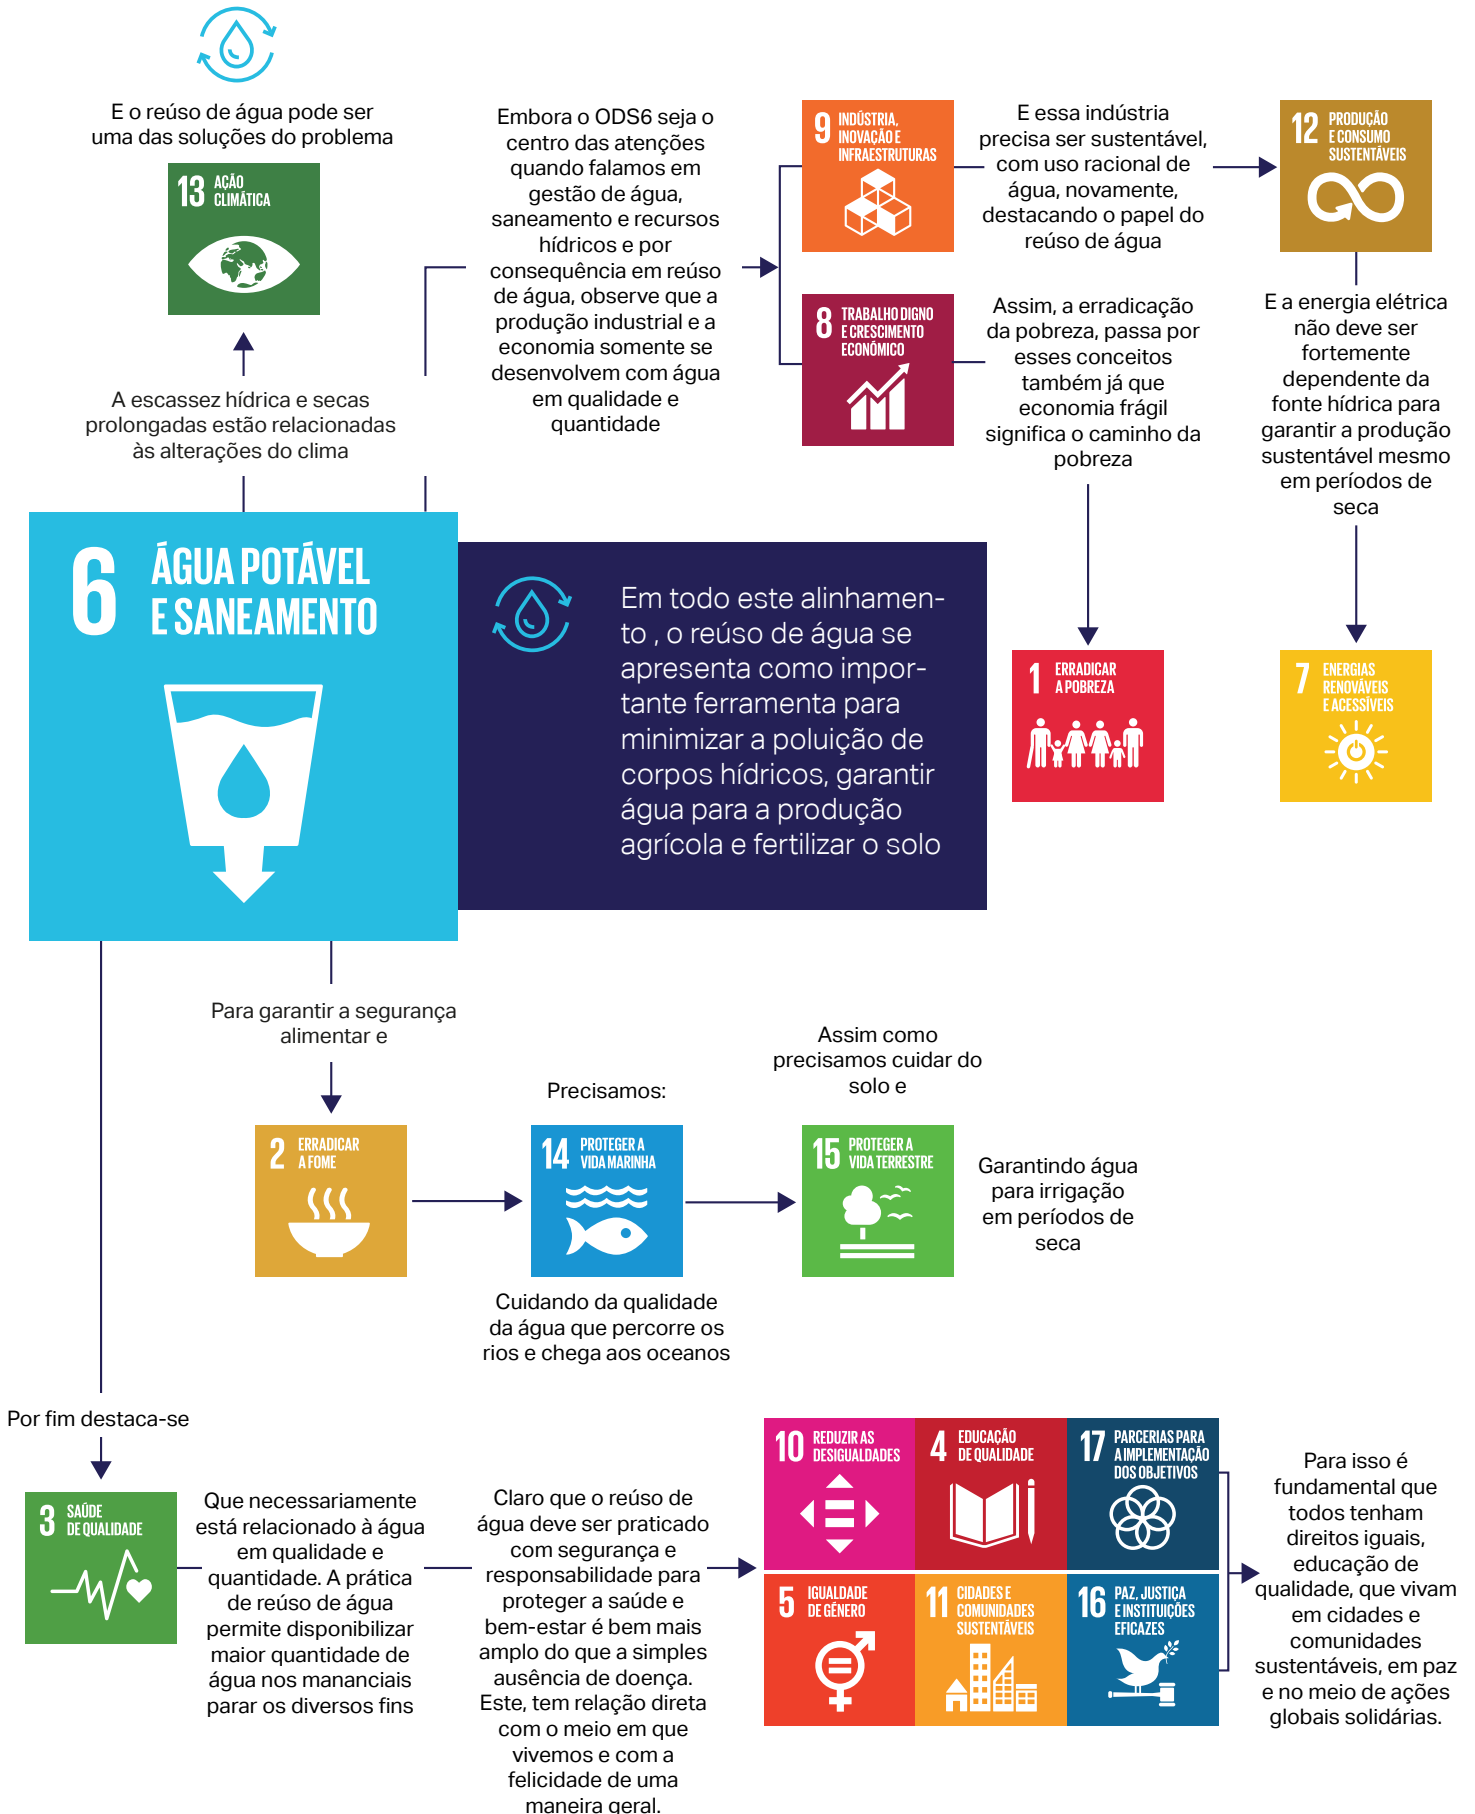 E o reúso de água pode ser
uma das soluções do problema
13 AÇÃO
CLIMÁTICA
A escassez hídrica e secas
prolongadas estão relacionadas
às alterações do clima
Embora o ODS6 seja o
centro das atenções
quando falamos em
gestão de água,
saneamento e recursos
hídricos e por
consequência em reúso
de água, observe que a
produção industrial e a
economia somente se
desenvolvem com água
em qualidade e
quantidade
9 INDÚSTRIA,
INOVAÇÃO E
INFRAESTRUTURAS
E essa indústria
precisa ser sustentável,
com uso racional de
água, novamente,
destacando o papel do
reúso de água
12 PRODUÇÃO
E CONSUMO
SUSTENTÁVEIS
8 TRABALHO DIGNO
E CRESCIMENTO
ECONÓMICO
Assim, a erradicação
da pobreza, passa por
esses conceitos
também já que
economia frágil
significa o caminho da
pobreza
E a energia elétrica
não deve ser
fortemente
dependente da
fonte hídrica para
garantir a produção
sustentável mesmo
em períodos de
seca
6 ÁGUA POTÁVEL
E SANEAMENTO
Em todo este alinhamen-
to , o reúso de água se
apresenta como impor-
tante ferramenta para
minimizar a poluição de
corpos hídricos, garantir
água para a produção
agrícola e fertilizar o solo
1 ERRADICAR
A POBREZA
7 ENERGIAS
RENOVÁVEIS
E ACESSÍVEIS
Para garantir a segurança
alimentar e
2 ERRADICAR
A FOME
Precisamos:
14 PROTEGER A
VIDA MARINHA
Cuidando da qualidade
da água que percorre os
rios e chega aos oceanos
Assim como
precisamos cuidar do
solo e
15 PROTEGER A
VIDA TERRESTRE
Garantindo água
para irrigação
em períodos de
seca
Por fim destaca-se
3 SAÚDE
DE QUALIDADE
Que necessariamente
está relacionado à água
em qualidade e
quantidade. A prática
de reúso de água
permite disponibilizar
maior quantidade de
água nos mananciais
parar os diversos fins
Claro que o reúso de
água deve ser praticado
com segurança e
responsabilidade para
proteger a saúde e
bem-estar é bem mais
amplo do que a simples
ausência de doença.
Este, tem relação direta
com o meio em que
vivemos e com a
felicidade de uma
maneira geral.
10 REDUZIR AS
DESIGUALDADES
4 EDUCAÇÃO
DE QUALIDADE
17 PARCERIAS PARA
A IMPLEMENTAÇÃO
DOS OBJETIVOS
5 IGUALDADE
DE GÉNERO
11 CIDADES E
COMUNIDADES
SUSTENTÁVEIS
16 PAZ, JUSTIÇA
E INSTITUIÇÕES
EFICAZES
Para isso é
fundamental que
todos tenham
direitos iguais,
educação de
qualidade, que vivam
em cidades e
comunidades
sustentáveis, em paz
e no meio de ações
globais solidárias.